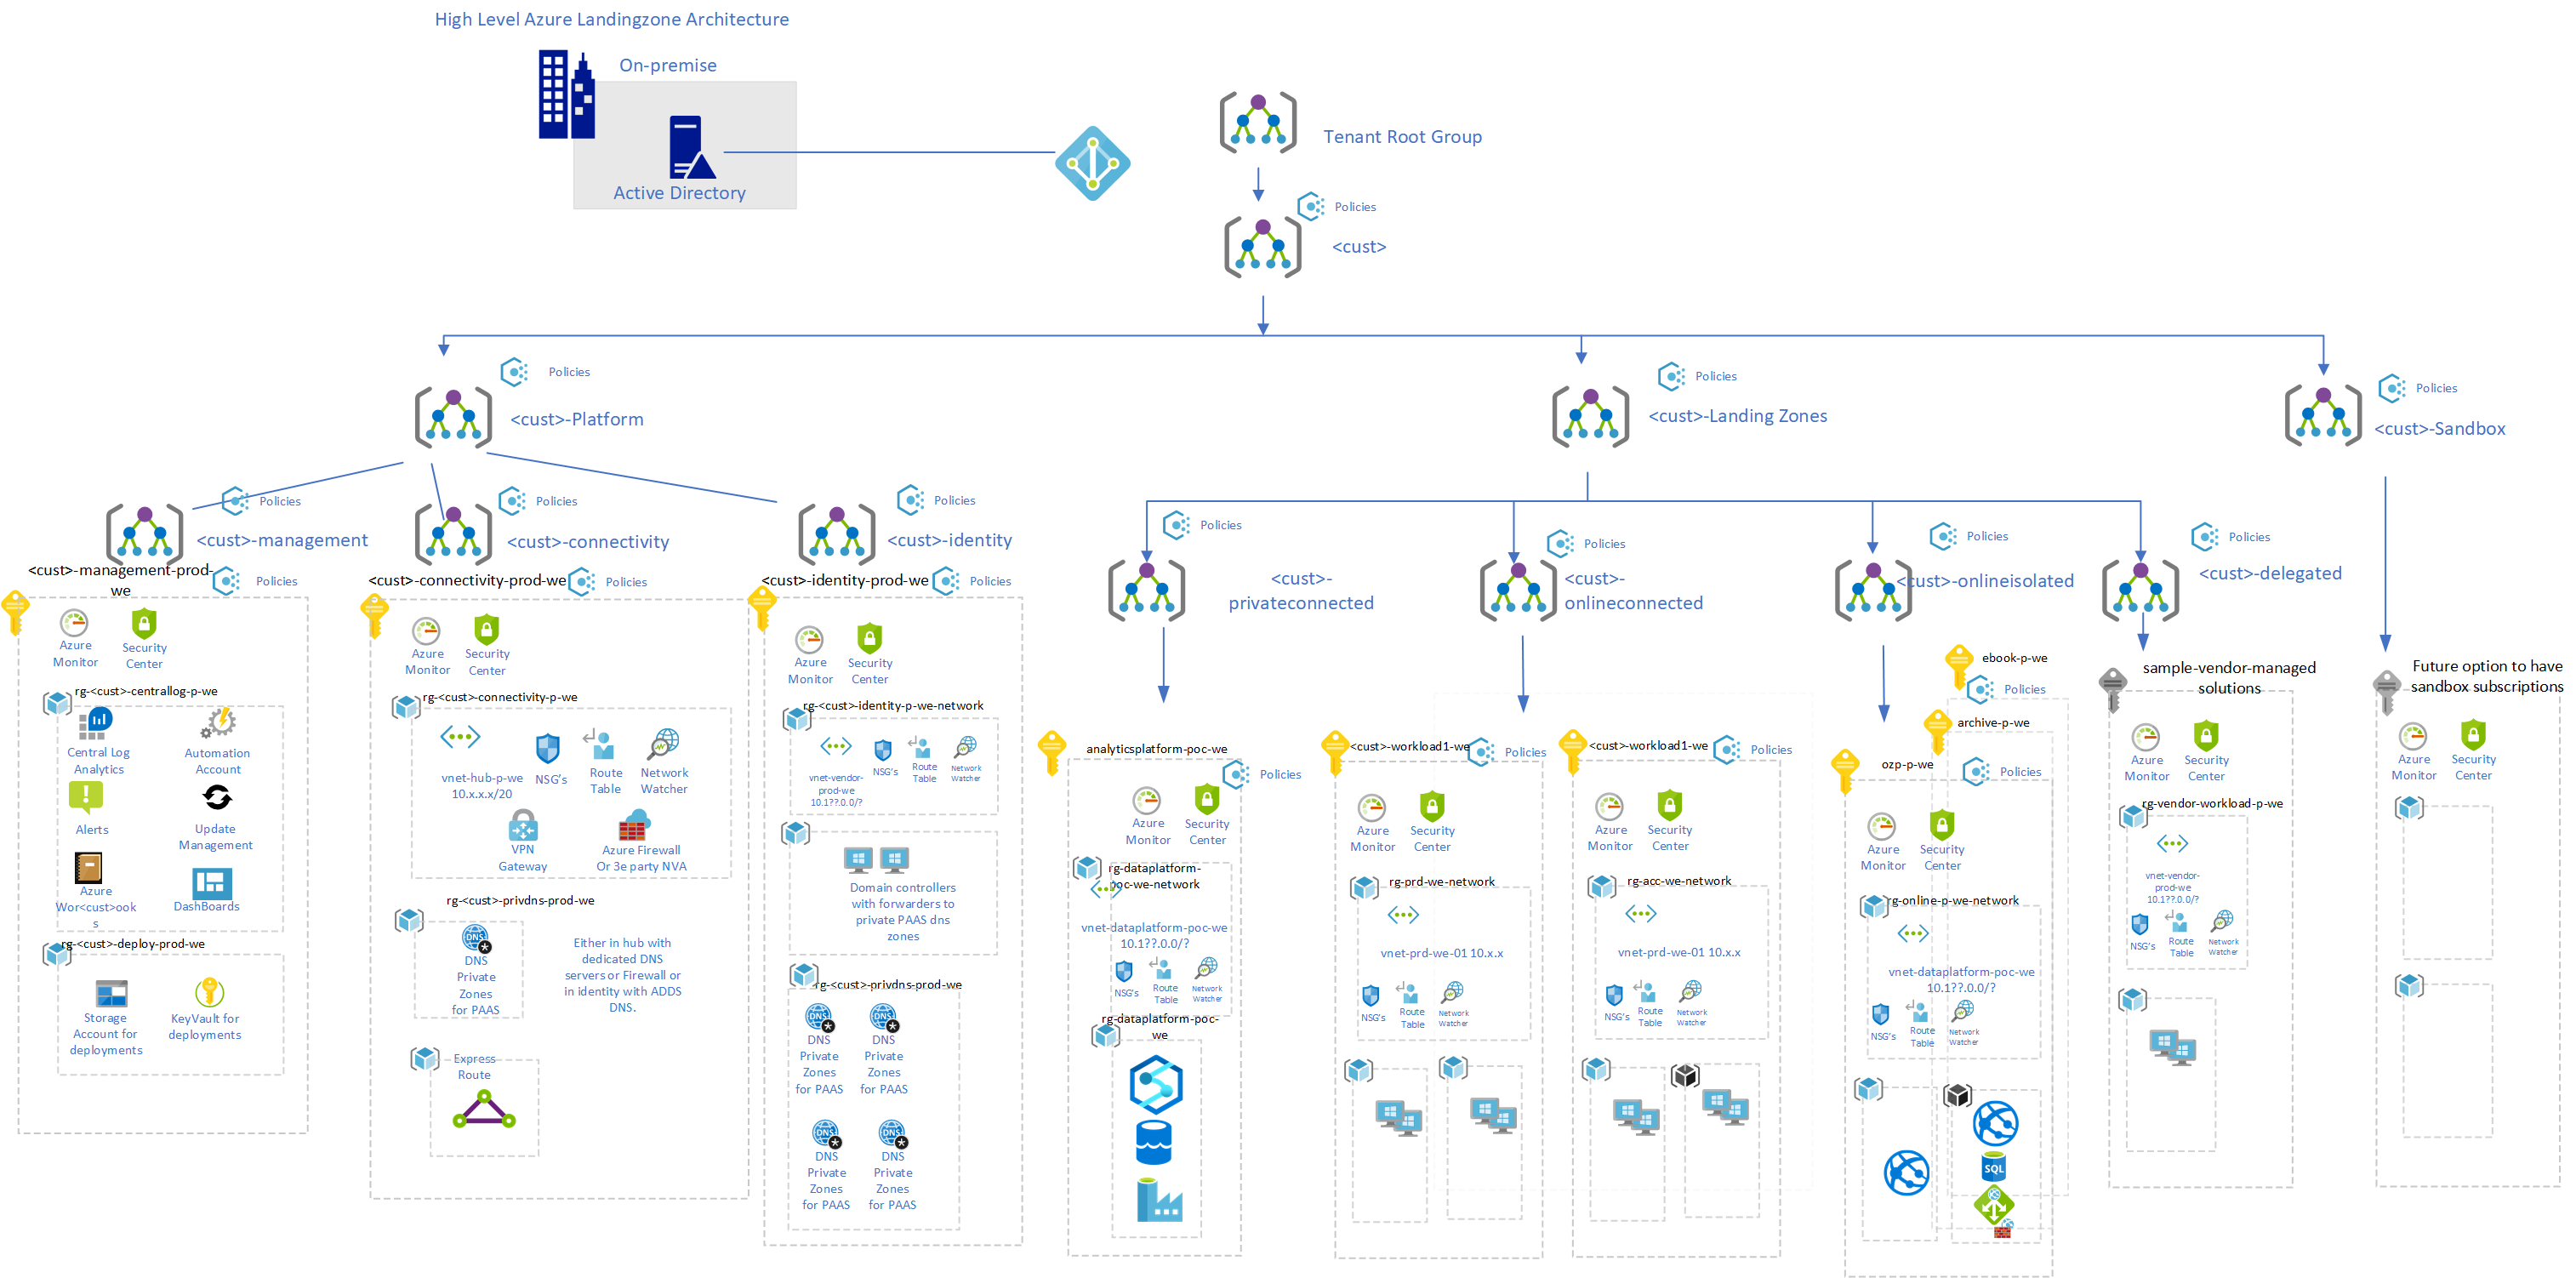 High Level Azure Landingzone Architecture
On-premise
Active Directory
Tenant Root Group
Policies
<cust>
Policies
<cust>-Platform
Policies
<cust>-Landing Zones
Policies
<cust>-Sandbox
Policies
<cust>-management
Policies
<cust>-connectivity
Policies
<cust>-identity
Policies
<cust>-
privateconnected
Policies
<cust>-
onlineconnected
Policies
<cust>-onlineisolated
Policies
<cust>-delegated
<cust>-management-prod-
we
Policies
Azure
Monitor
Security
Center
rg-<cust>-centrallog-p-we
Central Log
Analytics
Automation
Account
Alerts
Update
Management
Azure
Wor<cust>ook
s
DashBoards
rg-<cust>-deploy-prod-we
Storage
Account for
deployments
KeyVault for
deployments
<cust>-connectivity-prod-we
Policies
Azure
Monitor
Security
Center
rg-<cust>-connectivity-p-we
vnet-hub-p-we
10.x.x.x/20
NSG's
Route
Table
Network
Watcher
VPN
Gateway
Azure Firewall
Or 3e party NVA
rg-<cust>-privdns-prod-we
DNS
DNS
Private
Zones
for PAAS
Either in hub with
dedicated DNS
servers or Firewall or
in identity with ADDS
DNS.
Express
Route
<cust>-identity-prod-we
Policies
Azure
Monitor
Security
Center
rg-<cust>-identity-p-we-network
vnet-vendor-
prod-we
10.1??.0.0/?
NSG's
Route
Table
Network
Watcher
Domain controllers
with forwarders to
private PAAS dns
zones
rg-<cust>-privdns-prod-we
DNS
DNS
Private
Zones
for PAAS
DNS
DNS
Private
Zones
for PAAS
DNS
DNS
Private
Zones
for PAAS
DNS
DNS
Private
Zones
for PAAS
analyticsplatform-poc-we
Policies
Azure
Monitor
Security
Center
rg-dataplatform-
poc-we-network
vnet-dataplatform-poc-we
10.1??.0.0/?
NSG's
Route
Table
Network
Watcher
rg-dataplatform-poc-
we
<cust>-workload1-we
Policies
Azure
Monitor
Security
Center
rg-prd-we-network
vnet-prd-we-01 10.x.x
NSG's
Route
Table
Network
Watcher
<cust>-workload1-we
Policies
Azure
Monitor
Security
Center
rg-acc-we-network
vnet-prd-we-01 10.x.x
NSG's
Route
Table
Network
Watcher
ebook-p-we
Policies
archive-p-we
ozp-p-we
Policies
Azure
Monitor
Security
Center
rg-online-p-we-network
vnet-dataplatform-poc-we
10.1??.0.0/?
NSG's
Route
Table
Network
Watcher
SQL
sample-vendor-managed
solutions
Azure
Monitor
Security
Center
rg-vendor-workload-p-we
vnet-vendor-
prod-we
10.1??.0.0/?
NSG's
Route
Table
Network
Watcher
Future option to have
sandbox subscriptions
Azure
Monitor
Security
Center